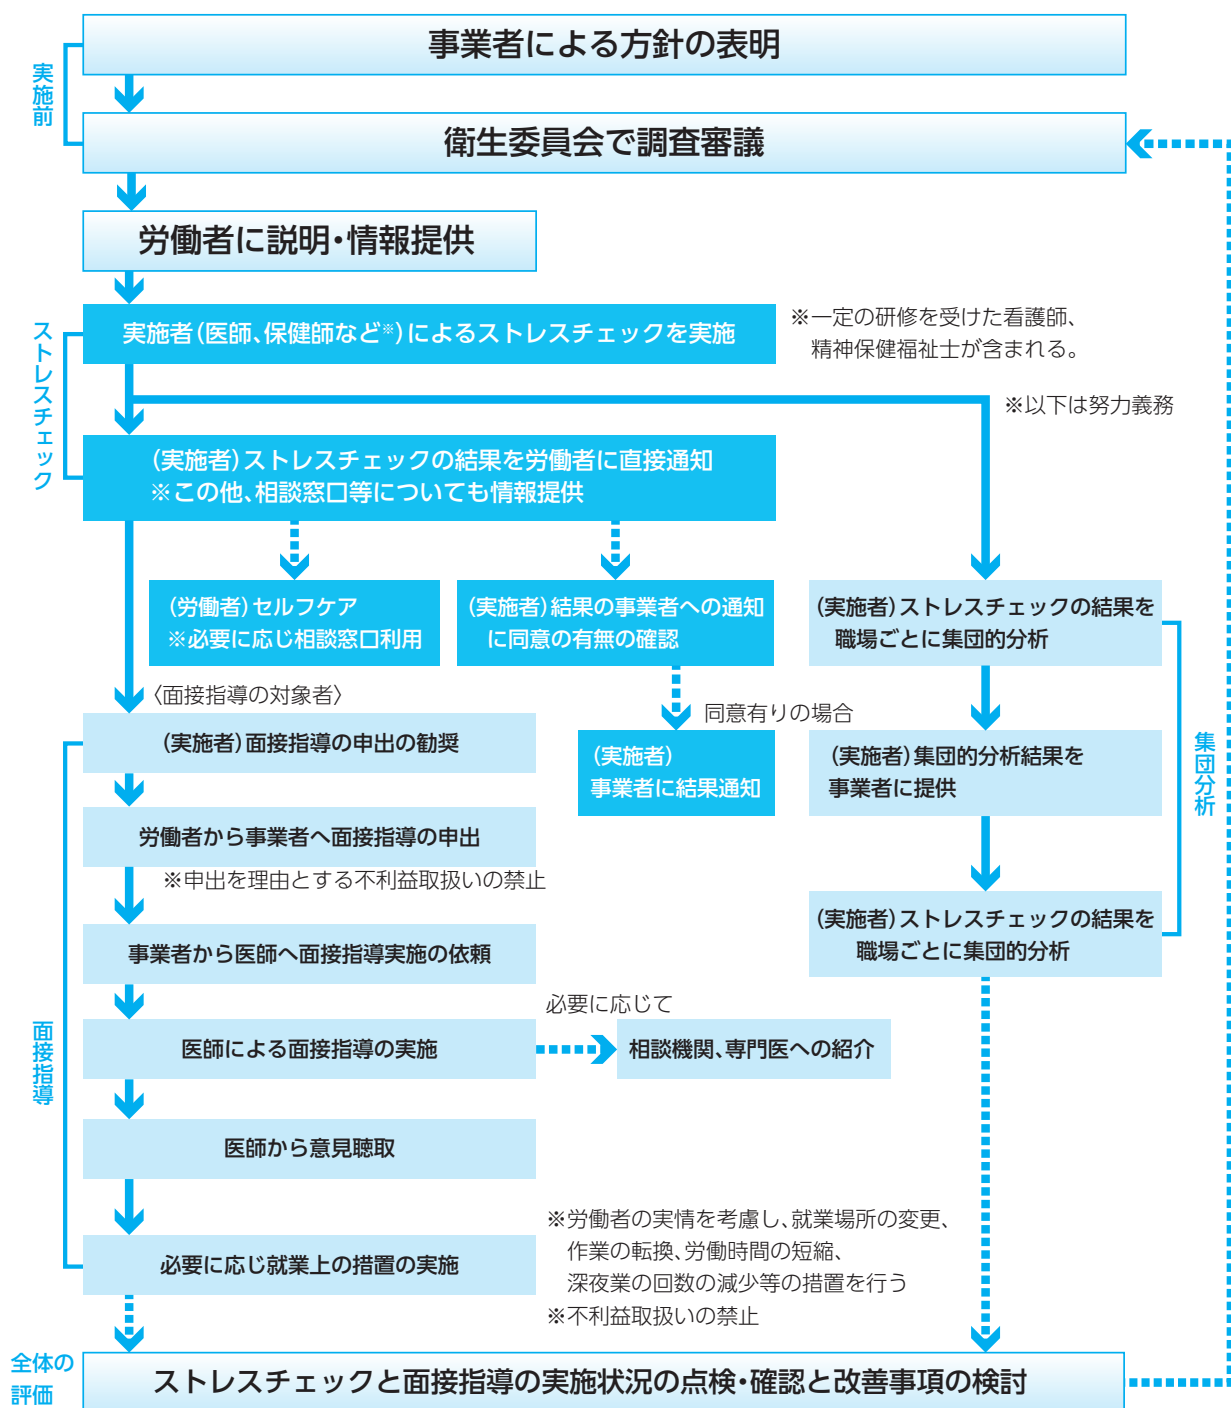 事業者による方針の表明
実施前
衛生委員会で調査審議
労働者に説明・情報提供
実施者(医師、保健師など※)によるストレスチェックを実施
※一定の研修を受けた看護師、
精神保健福祉士が含まれる。
ストレスチェック
※以下は努力義務
(実施者)ストレスチェックの結果を労働者に直接通知
※この他、相談窓口等についても情報提供
(労働者)セルフケア
※必要に応じ相談窓口利用
(実施者)結果の事業者への通知
に同意の有無の確認
(実施者)ストレスチェックの結果を
職場ごとに集団的分析
〈面接指導の対象者〉
同意有りの場合
(実施者)面接指導の申出の勧奨
(実施者)
事業者に結果通知
(実施者)集団的分析結果を
事業者に提供
集団分析
労働者から事業者へ面接指導の申出
※申出を理由とする不利益取扱いの禁止
(実施者)ストレスチェックの結果を
職場ごとに集団的分析
事業者から医師へ面接指導実施の依頼
必要に応じて
医師による面接指導の実施
相談機関、専門医への紹介
面接指導
医師から意見聴取
必要に応じ就業上の措置の実施
※労働者の実情を考慮し、就業場所の変更、
作業の転換、労働時間の短縮、
深夜業の回数の減少等の措置を行う
※不利益取扱いの禁止
全体の
評価
ストレスチェックと面接指導の実施状況の点検・確認と改善事項の検討